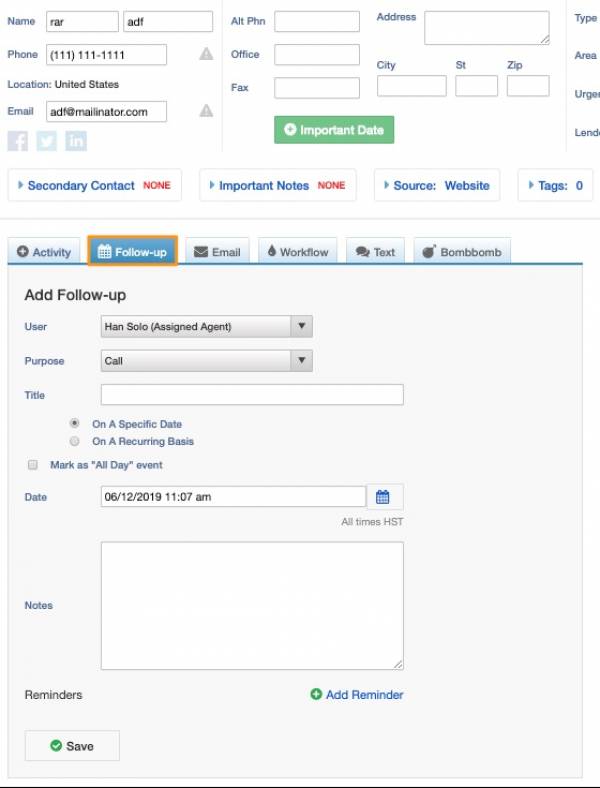 Name rar adf Alt Phn Address Type
Phone (111) 111-1111 Office Area
Location: United States City St Zip
Fax Urge
Email adf@mailinator.com Lende
Important Date
Secondary Contact NONE Important Notes NONE Source: Website Tags: 0
Activity Follow-up Email Workflow Text Bombbomb
Add Follow-up
User Han Solo (Assigned Agent)
Purpose Call
Title
On A Specific Date
On A Recurring Basis
Mark as "All Day" event
Date 06/12/2019 11:07 am
All times HST
Notes
Reminders Add Reminder
Save